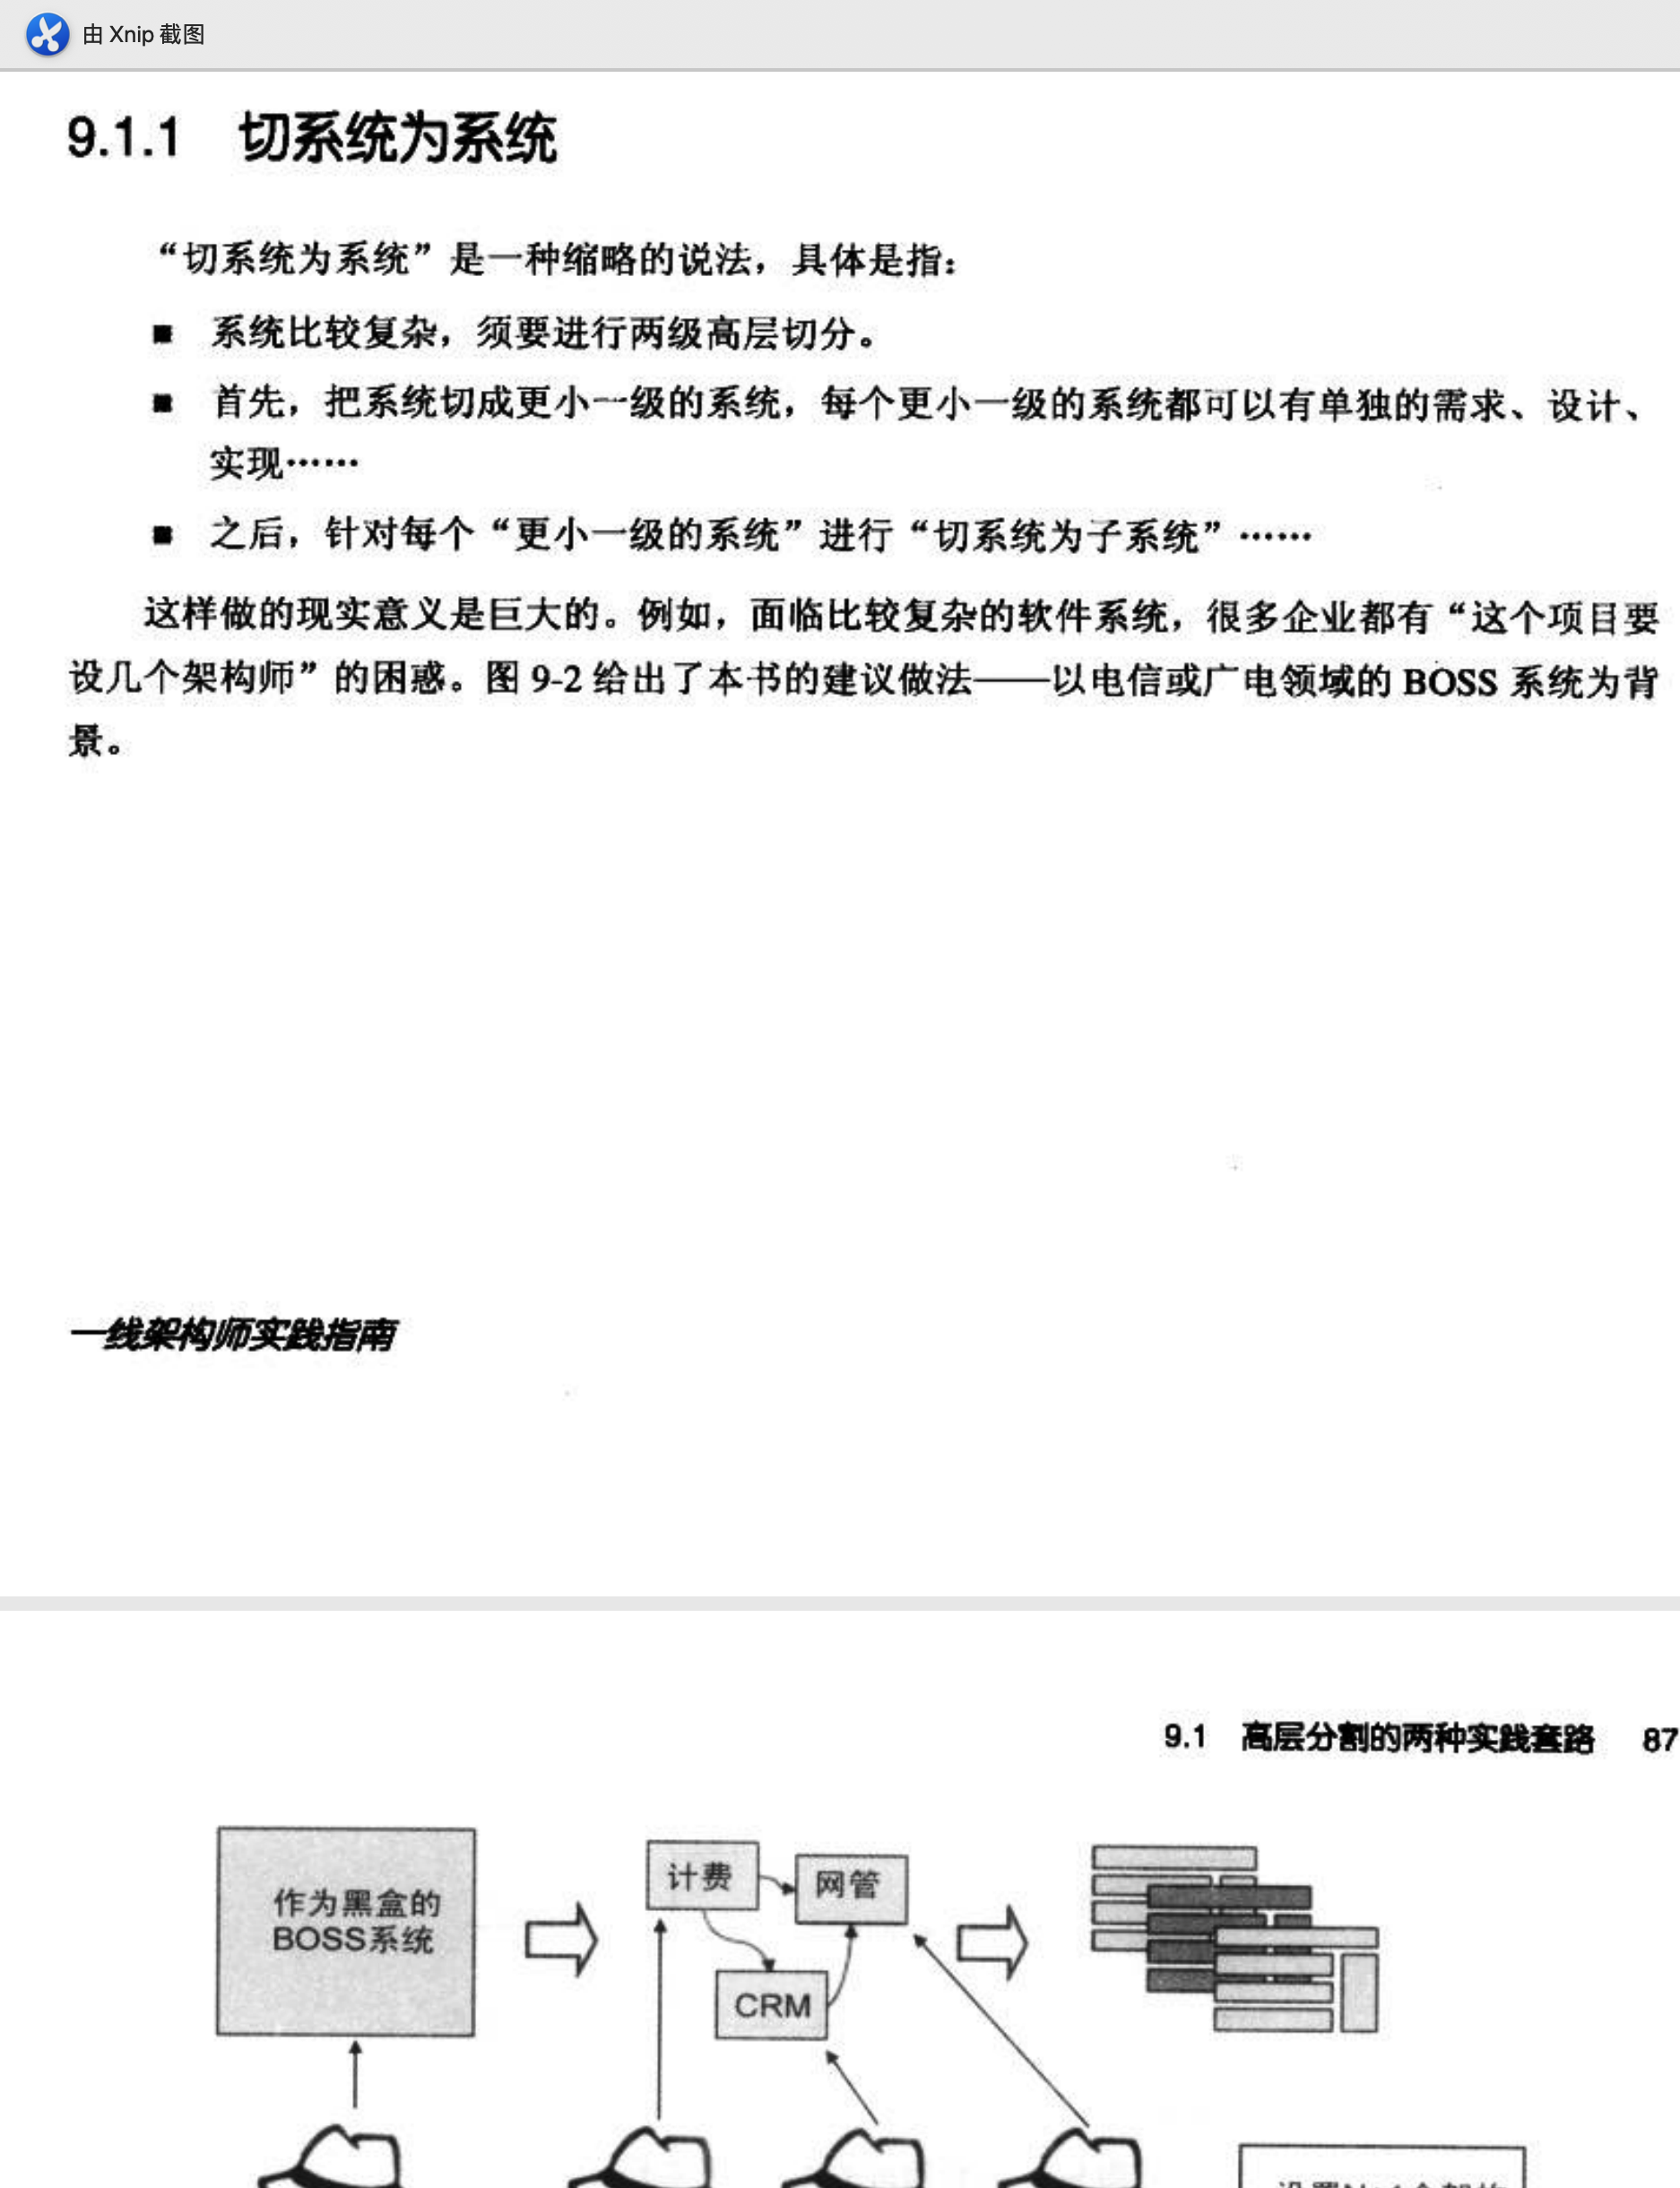 由 Xnip 截图
9.1.1 切系统为系统
“切系统为系统”是一种缩略的说法，具体是指：
■ 系统比较复杂，须要进行两级高层切分。
■ 首先，把系统切成更小一级的系统，每个更小一级的系统都可以有单独的需求、设计、
实现……
■ 之后，针对每个“更小一级的系统”进行“切系统为子系统”……
这样做的现实意义是巨大的。例如，面临比较复杂的软件系统，很多企业都有“这个项目要
设几个架构师”的困惑。图 9-2 给出了本书的建议做法——以电信或广电领域的 BOSS 系统为背
景。
一线架构师实践指南
9.1 高层分割的两种实践套路 87
作为黑盒的
BOSS系统
计费
网管
CRM